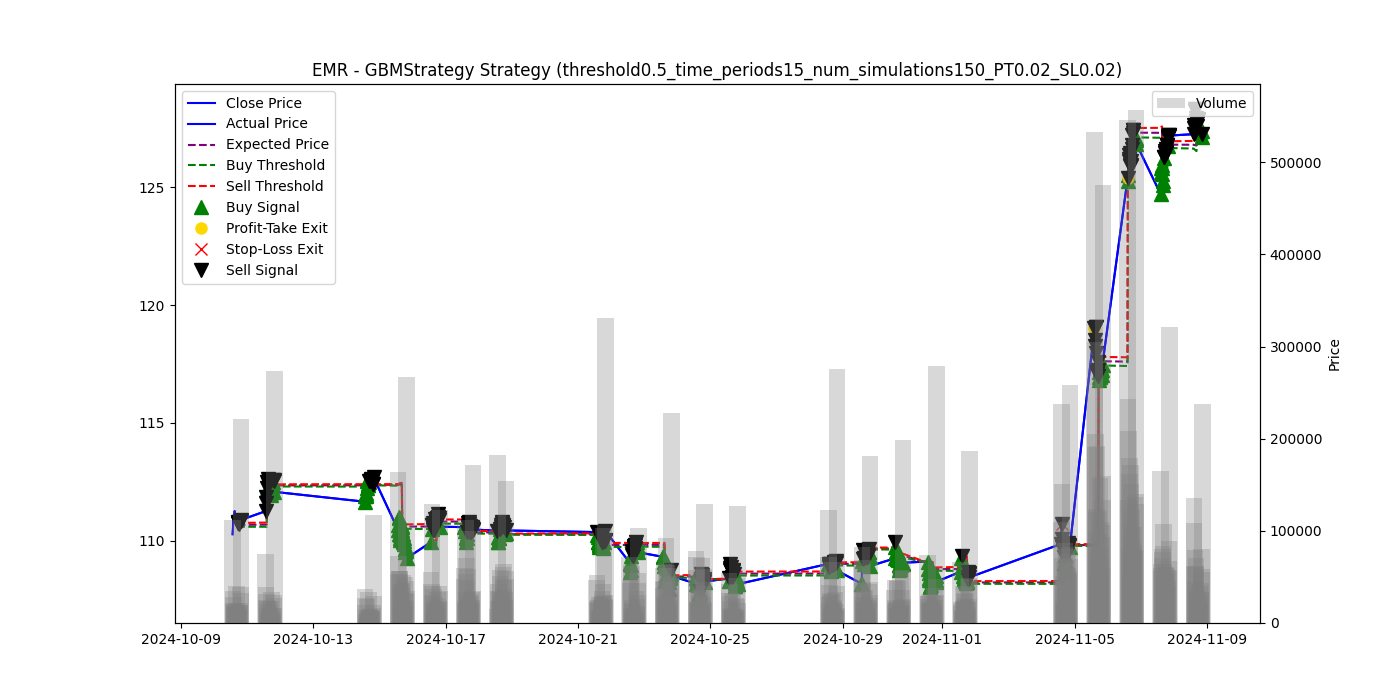 EMR - GBMStrategy Strategy (threshold0.5_time_periods15_num_simulations150_PT0.02_SL0.02)
Close Price
Actual Price
Expected Price
Buy Threshold
Sell Threshold
Buy Signal
Profit-Take Exit
Stop-Loss Exit
Sell Signal
Volume
125
120
115
110
500000
400000
300000
200000
100000
0
Price
2024-10-09 2024-10-13 2024-10-17 2024-10-21 2024-10-25 2024-10-29 2024-11-01 2024-11-05 2024-11-09